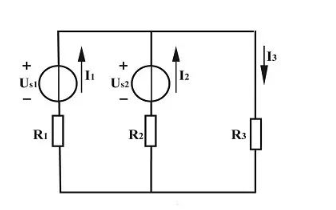 +
Us1
−
I1
+
Us2
−
I2
I3
R1
R2
R3